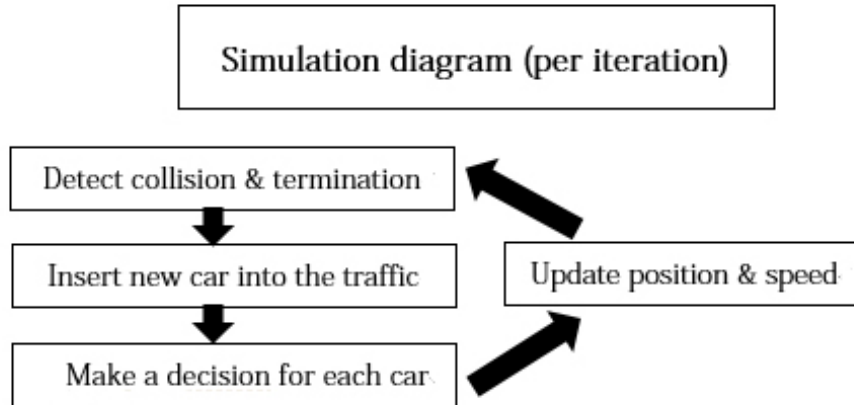 Simulation diagram (per iteration)
Detect collision & termination
Insert new car into the traffic
Update position & speed
Make a decision for each car